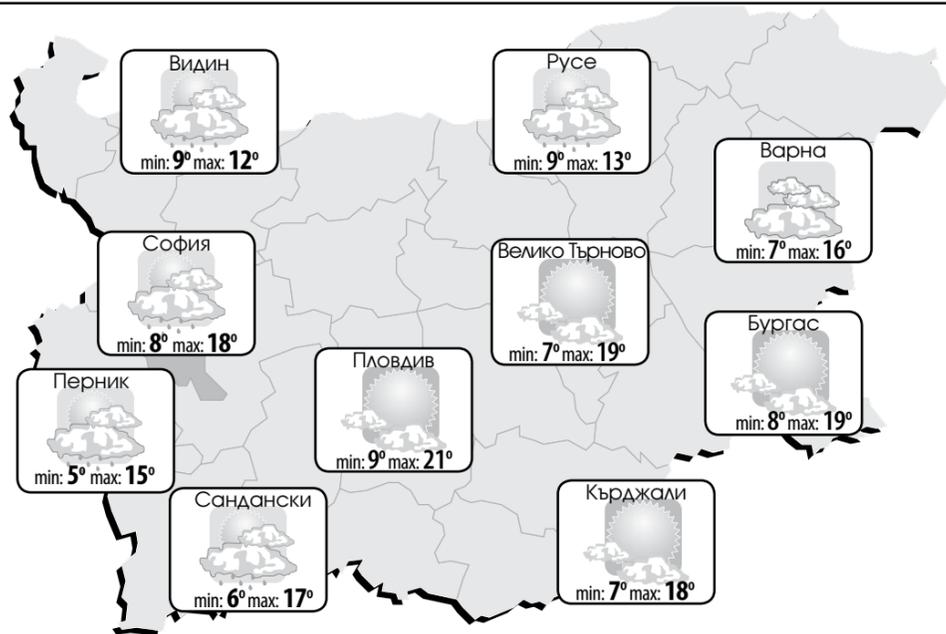 Видин
min: 9° max: 12°
Русе
min: 9° max: 13°
Варна
min: 7° max: 16°
София
min: 8° max: 18°
Велико Търново
min: 7° max: 19°
Бургас
min: 8° max: 19°
Пловдив
min: 9° max: 21°
Перник
min: 5° max: 15°
Сандански
min: 6° max: 17°
Кърджали
min: 7° max: 18°